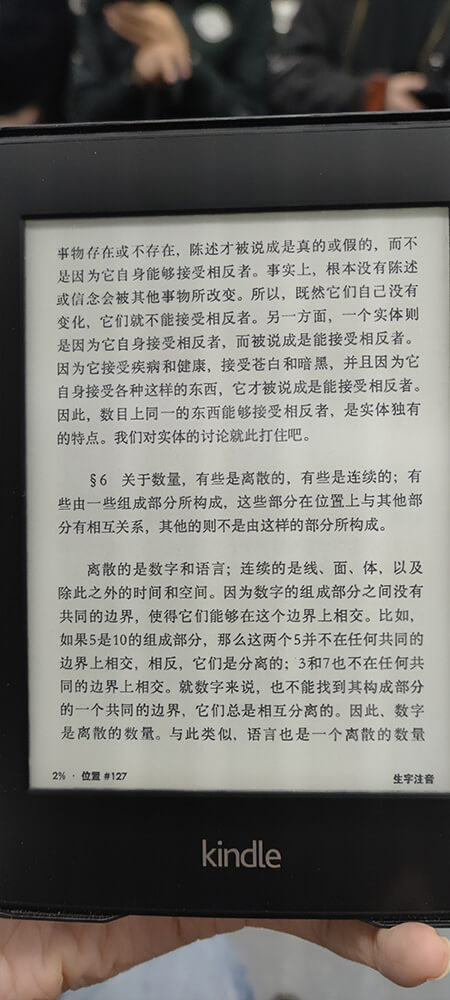 事物存在或不存在，陈述才被说成是真的或假的，而不
是因为它自身能够接受相反者。事实上，根本没有陈述
或信念会被其他事物所改变。所以，既然它们自己没有
变化，它们就不能接受相反者。另一方面，一个实体则
是因为它自身接受相反者，而被说成是能接受相反者。
因为它接受疾病和健康，接受苍白和暗黑，并且因为它
自身接受各种这样的东西，它才被说成是能接受相反者。
因此，数目上同一的东西能够接受相反者，是实体独有
的特点。我们对实体的讨论就此打住吧。
§6 关于数量，有些是离散的，有些是连续的；有
些由一些组成部分所构成，这些部分在位置上与其他部
分有相互关系，其他的则不是由这样的部分所构成。
离散的是数字和语言；连续的是线、面、体，以及
除此之外的时间和空间。因为数字的组成部分之间没有
共同的边界，使得它们能够在这个边界上相交。比如，
如果5是10的组成部分，那么这两个5并不在任何共同的
边界上相交，相反，它们是分离的；3和7也不在任何共
同的边界上相交。就数字来说，也不能找到其构成部分
的一个共同的边界，它们总是相互分离的。因此，数字
是离散的数量。与此类似，语言也是一个离散的数量
2% · 位置 #127 生字注音
kindle